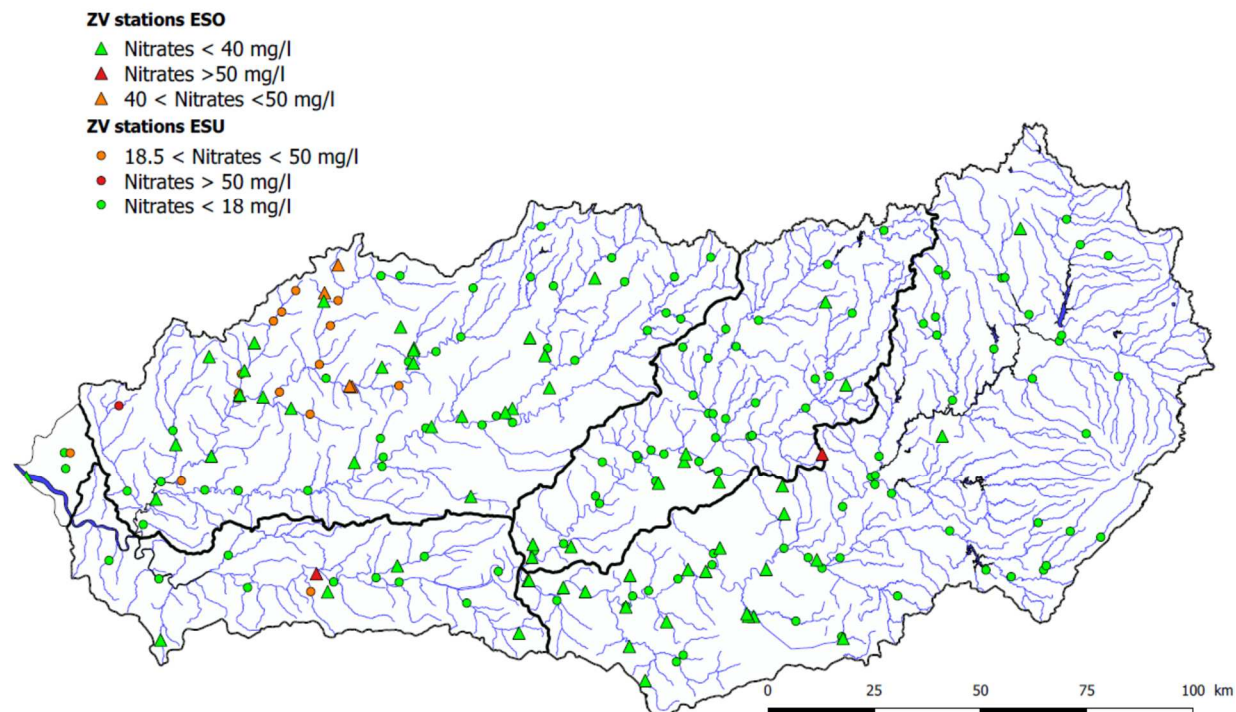 ZV stations ESO
Nitrates < 40 mg/l
Nitrates >50 mg/l
40 < Nitrates <50 mg/l
ZV stations ESU
18.5 < Nitrates < 50 mg/l
Nitrates > 50 mg/l
Nitrates < 18 mg/l
0 25 50 75 100 km